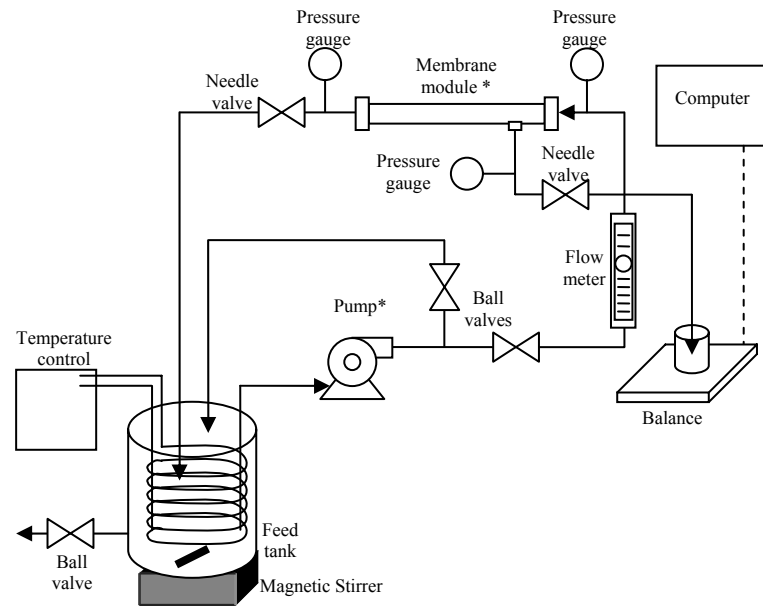 Pressure
gauge
Pressure
gauge
Membrane
module *
Needle
valve
Computer
Pressure
gauge
Needle
valve
Flow
meter
Pump*
Ball
valves
Temperature
control
Balance
Feed
tank
Ball
valve
Magnetic Stirrer